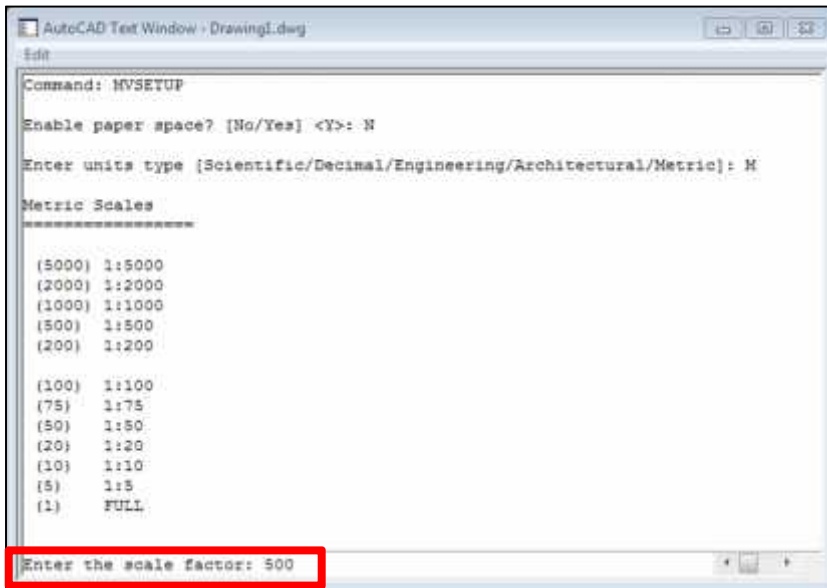 AutoCAD Text Window - Drawing1.dwg
Edit
Command: MVSETUP
Enable paper space? [No/Yes] <Y>: N
Enter units type [Scientific/Decimal/Engineering/Architectural/Metric]: M
Metric Scales
=================
(5000) 1:5000
(2000) 1:2000
(1000) 1:1000
(500) 1:500
(200) 1:200
(100) 1:100
(75) 1:75
(50) 1:50
(20) 1:20
(10) 1:10
(5) 1:5
(1) FULL
Enter the scale factor: 500